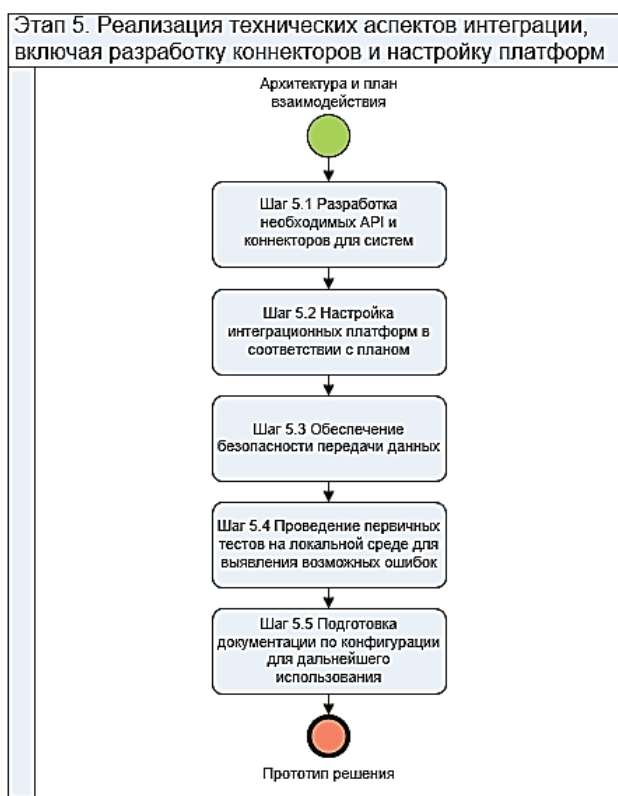 Этап 5. Реализация технических аспектов интеграции,
включая разработку коннекторов и настройку платформ
Архитектура и план
взаимодействия
Шаг 5.1 Разработка
необходимых API и
коннекторов для систем
Шаг 5.2 Настройка
интеграционных платформ в
соответствии с планом
Шаг 5.3 Обеспечение
безопасности передачи данных
Шаг 5.4 Проведение первичных
тестов на локальной среде для
выявления возможных ошибок
Шаг 5.5 Подготовка
документации по конфигурации
для дальнейшего
использования
Прототип решения